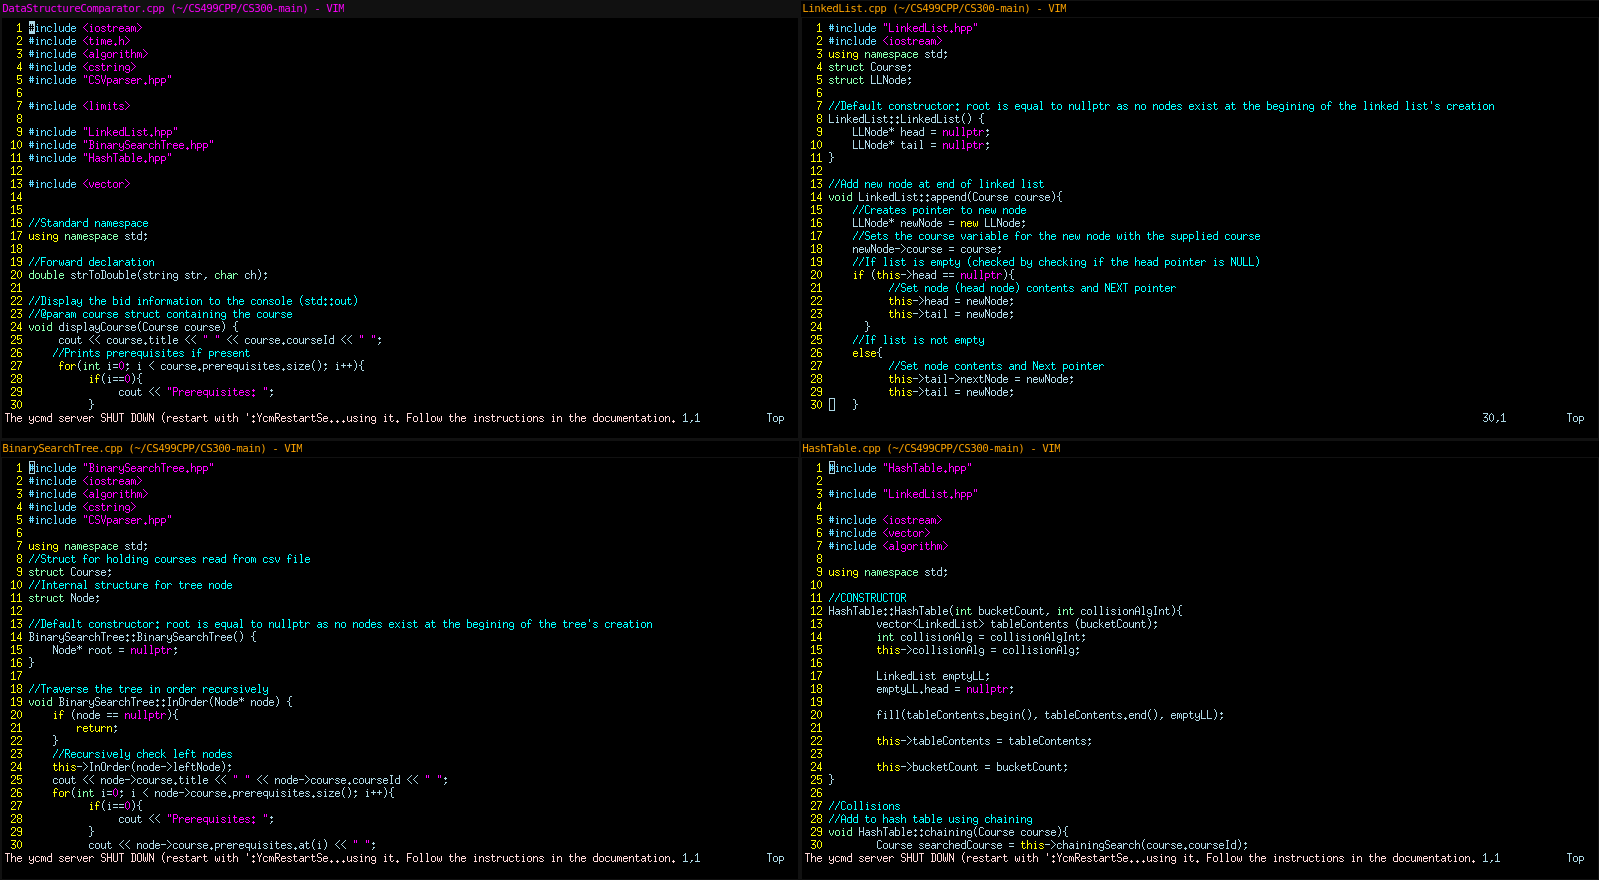 DataStructureComparator.cpp (~/CS499CPP/CS300-main) - VIM
1 #include <iostream>
2 #include <time.h>
3 #include <algorithm>
4 #include <cstring>
5 #include "CSVparser.hpp"
6
7 #include <limits>
8
9 #include "LinkedList.hpp"
10 #include "BinarySearchTree.hpp"
11 #include "HashTable.hpp"
12
13 #include <vector>
14
15
16 //Standard namespace
17 using namespace std;
18
19 //Forward declaration
20 double strToDouble(string str, char ch);
21
22 //Display the bid information to the console (std::out)
23 //@param course struct containing the course
24 void displayCourse(Course course) {
25     cout << course.title << " " << course.courseId << " ";
26    //Prints prerequisites if present
27     for(int i=0; i < course.prerequisites.size(); i++){
28          if(i==0){
29               cout << "Prerequisites: ";
30          }
The ycmd server SHUT DOWN (restart with ':YcmRestartSe...using it. Follow the instructions in the documentation. 1,1 Top
LinkedList.cpp (~/CS499CPP/CS300-main) - VIM
1 #include "LinkedList.hpp"
2 #include <iostream>
3 using namespace std;
4 struct Course;
5 struct LLNode;
6
7 //Default constructor: root is equal to nullptr as no nodes exist at the begining of the linked list's creation
8 LinkedList::LinkedList() {
9     LLNode* head = nullptr;
10     LLNode* tail = nullptr;
11 }
12
13 //Add new node at end of linked list
14 void LinkedList::append(Course course){
15     //Creates pointer to new node
16     LLNode* newNode = new LLNode;
17     //Sets the course variable for the new node with the supplied course
18     newNode->course = course;
19     //If list is empty (checked by checking if the head pointer is NULL)
20     if (this->head == nullptr){
21           //Set node (head node) contents and NEXT pointer
22           this->head = newNode;
23           this->tail = newNode;
24       }
25     //If list is not empty
26     else{
27           //Set node contents and Next pointer
28           this->tail->nextNode = newNode;
29           this->tail = newNode;
30     }
30,1 Top
BinarySearchTree.cpp (~/CS499CPP/CS300-main) - VIM
1 #include "BinarySearchTree.hpp"
2 #include <iostream>
3 #include <algorithm>
4 #include <cstring>
5 #include "CSVparser.hpp"
6
7 using namespace std;
8 //Struct for holding courses read from csv file
9 struct Course;
10 //Internal structure for tree node
11 struct Node;
12
13 //Default constructor: root is equal to nullptr as no nodes exist at the begining of the tree's creation
14 BinarySearchTree::BinarySearchTree() {
15     Node* root = nullptr;
16 }
17
18 //Traverse the tree in order recursively
19 void BinarySearchTree::InOrder(Node* node) {
20     if (node == nullptr){
21         return;
22     }
23     //Recursively check left nodes
24     this->InOrder(node->leftNode);
25     cout << node->course.title << " " << node->course.courseId << " ";
26     for(int i=0; i < node->course.prerequisites.size(); i++){
27           if(i==0){
28                cout << "Prerequisites: ";
29           }
30           cout << node->course.prerequisites.at(i) << " ";
The ycmd server SHUT DOWN (restart with ':YcmRestartSe...using it. Follow the instructions in the documentation. 1,1 Top
HashTable.cpp (~/CS499CPP/CS300-main) - VIM
1 #include "HashTable.hpp"
2
3 #include "LinkedList.hpp"
4
5 #include <iostream>
6 #include <vector>
7 #include <algorithm>
8
9 using namespace std;
10
11 //CONSTRUCTOR
12 HashTable::HashTable(int bucketCount, int collisionAlgInt){
13         vector<LinkedList> tableContents (bucketCount);
14         int collisionAlg = collisionAlgInt;
15         this->collisionAlg = collisionAlg;
16
17         LinkedList emptyLL;
18         emptyLL.head = nullptr;
19
20         fill(tableContents.begin(), tableContents.end(), emptyLL);
21
22         this->tableContents = tableContents;
23
24         this->bucketCount = bucketCount;
25 }
26
27 //Collisions
28 //Add to hash table using chaining
29 void HashTable::chaining(Course course){
30         Course searchedCourse = this->chainingSearch(course.courseId);
The ycmd server SHUT DOWN (restart with ':YcmRestartSe...using it. Follow the instructions in the documentation. 1,1 Top